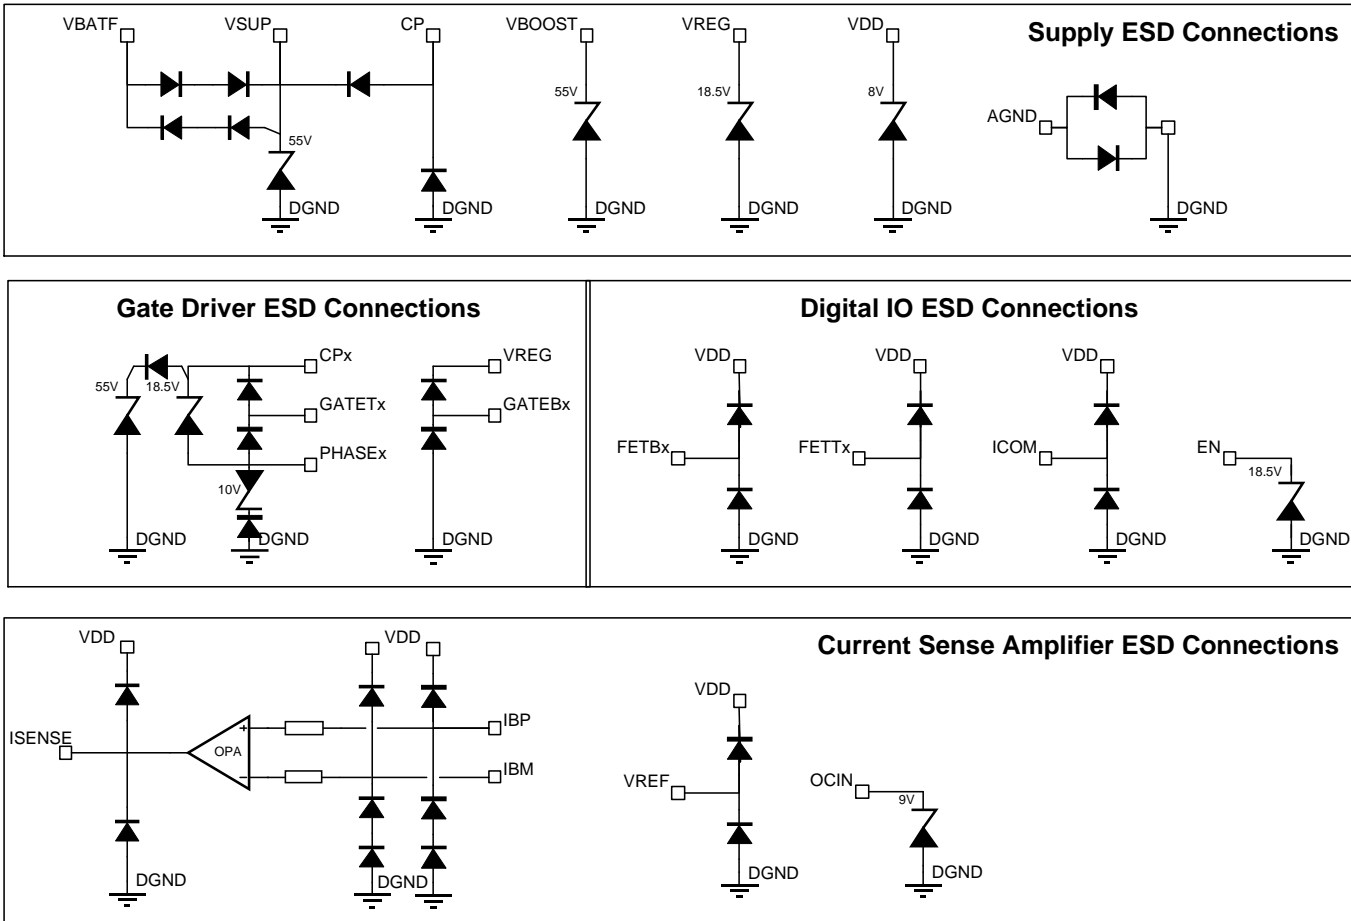 VBATF VSUP CP VBOOST VREG VDD Supply ESD Connections
55V 18.5V 8V
AGND
55V
DGND DGND DGND DGND DGND DGND
Gate Driver ESD Connections
CPx VREG
55V 18.5V
GATETx GATEBx
PHASEx
10V
DGND DGND DGND
Digital IO ESD Connections
VDD VDD VDD
FETBx FETTx ICOM EN
18.5V
DGND DGND DGND DGND
VDD VDD Current Sense Amplifier ESD Connections
VDD
+ IBP
ISENSE OPA
− IBM
VREF OCIN
9V
DGND DGND DGND DGND